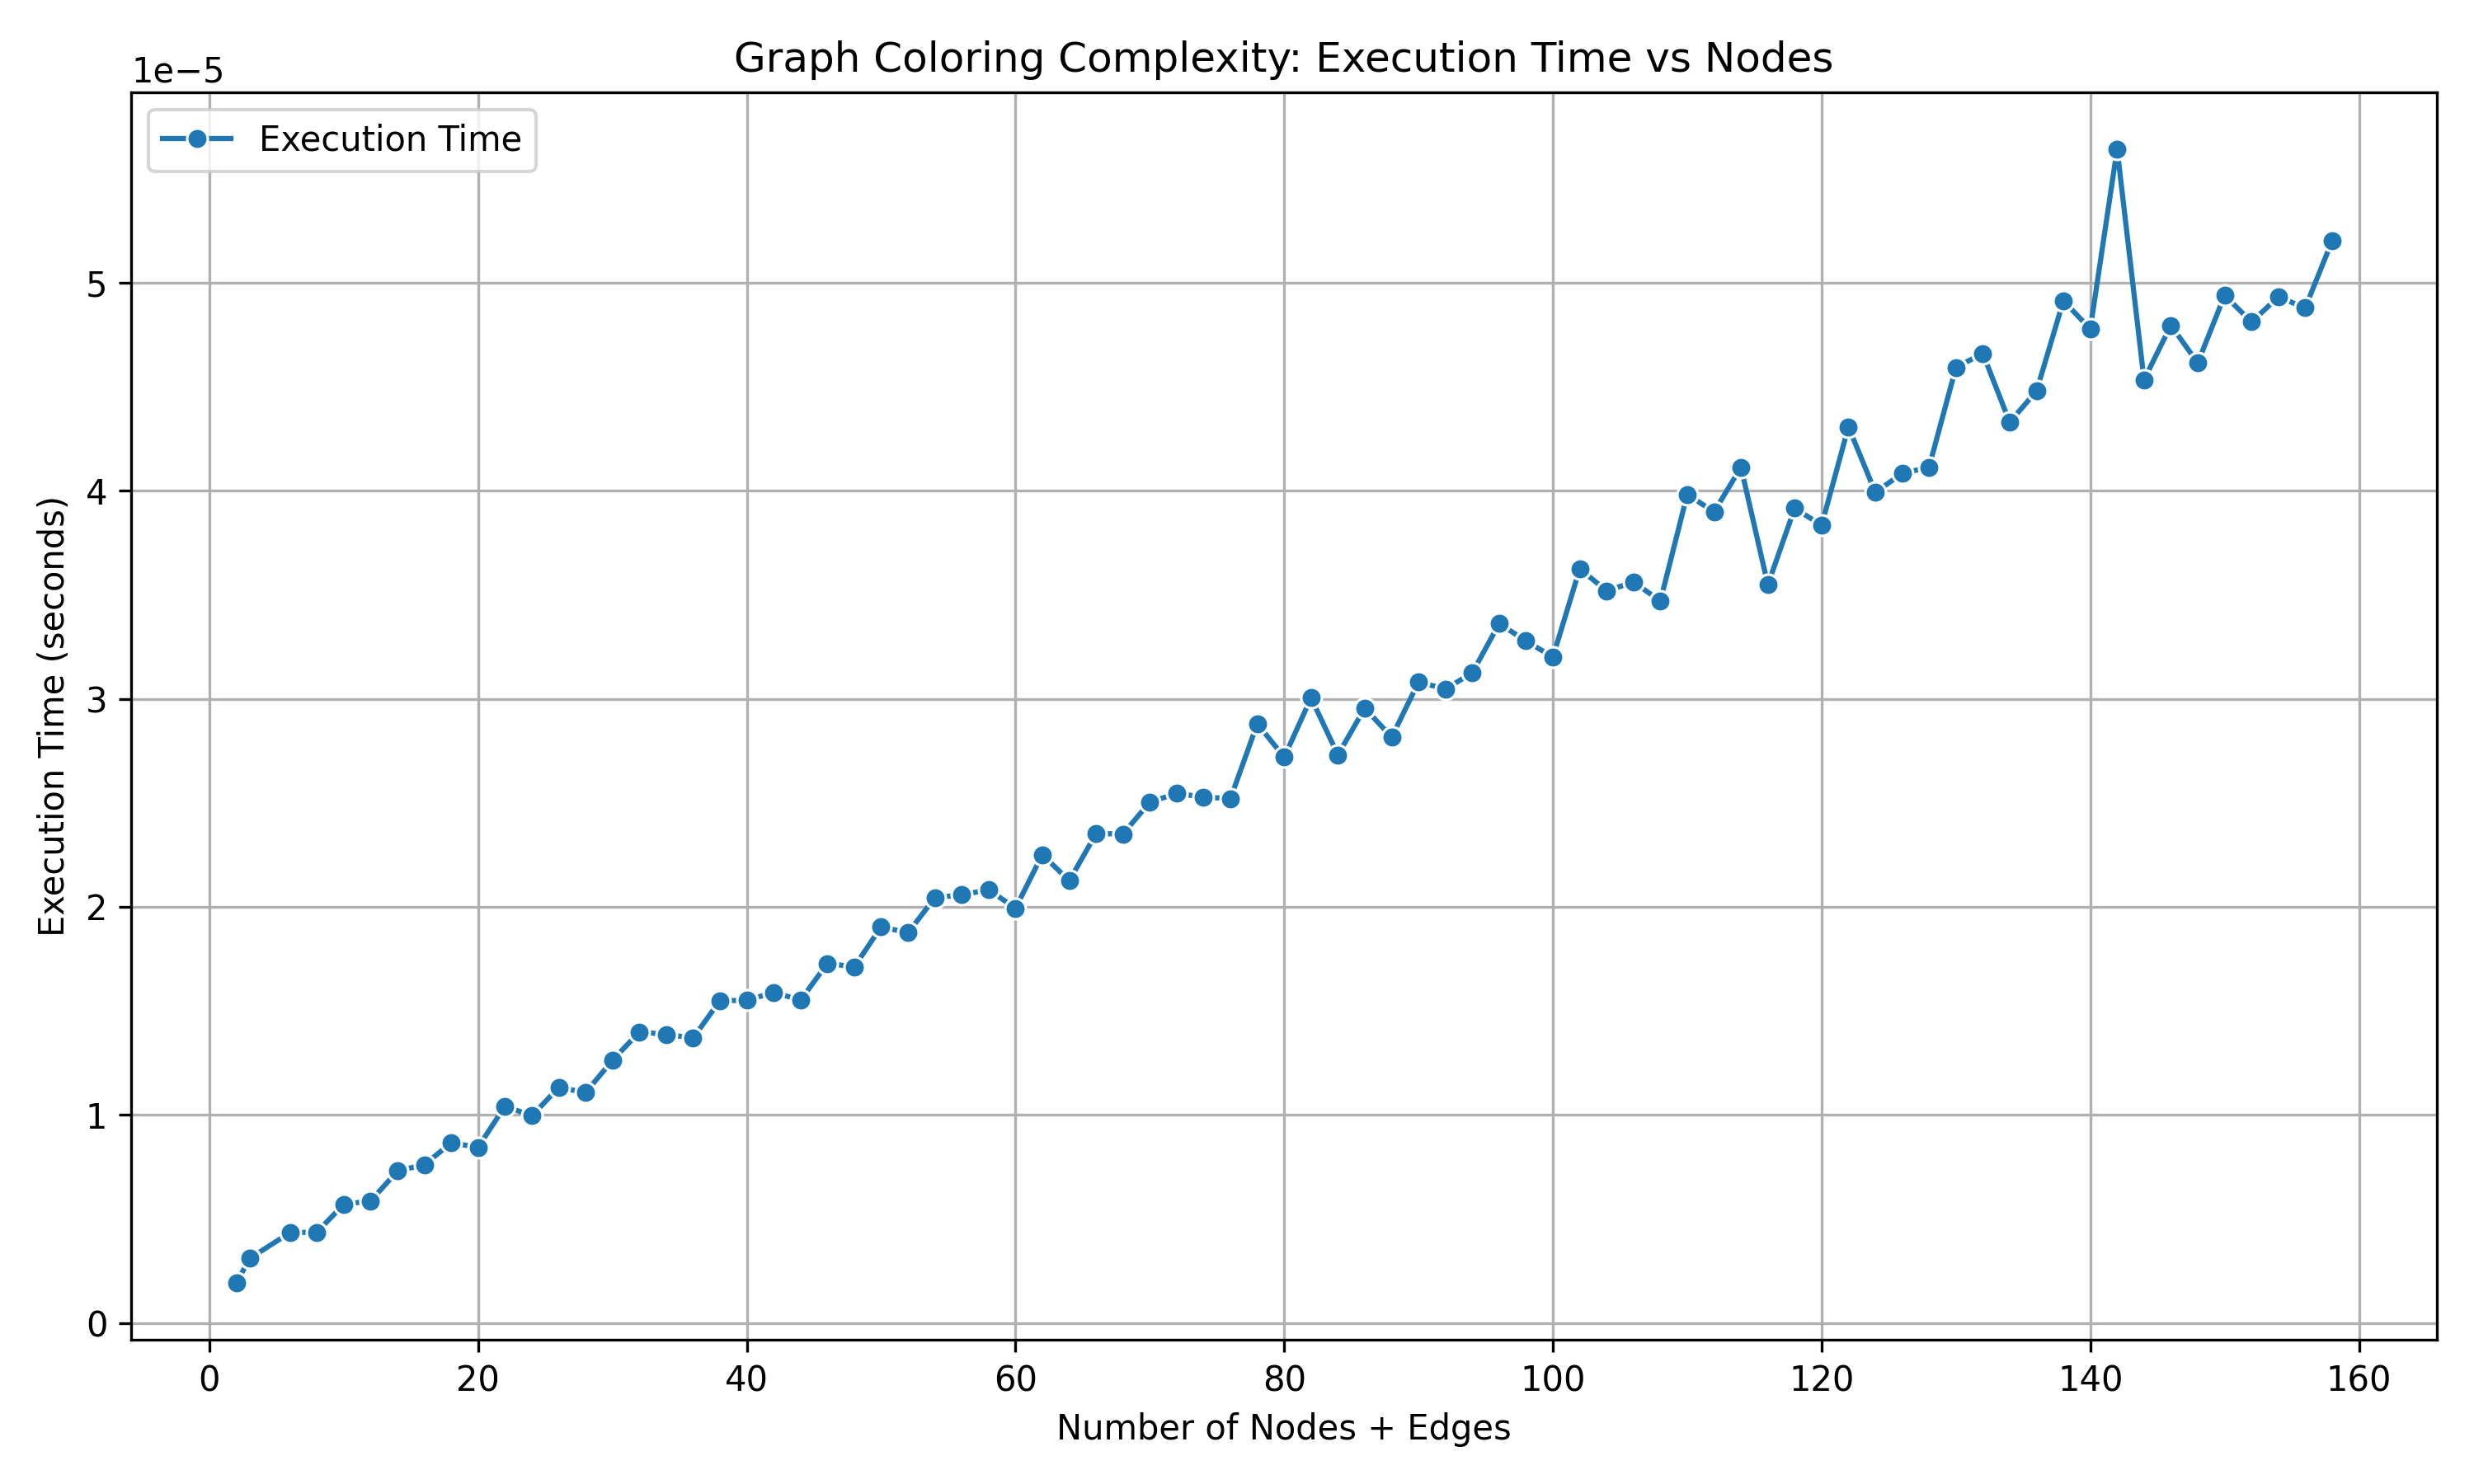 Graph Coloring Complexity: Execution Time vs Nodes
1e−5
Execution Time
Execution Time (seconds)
5
4
3
2
1
0
0 20 40 60 80 100 120 140 160
Number of Nodes + Edges